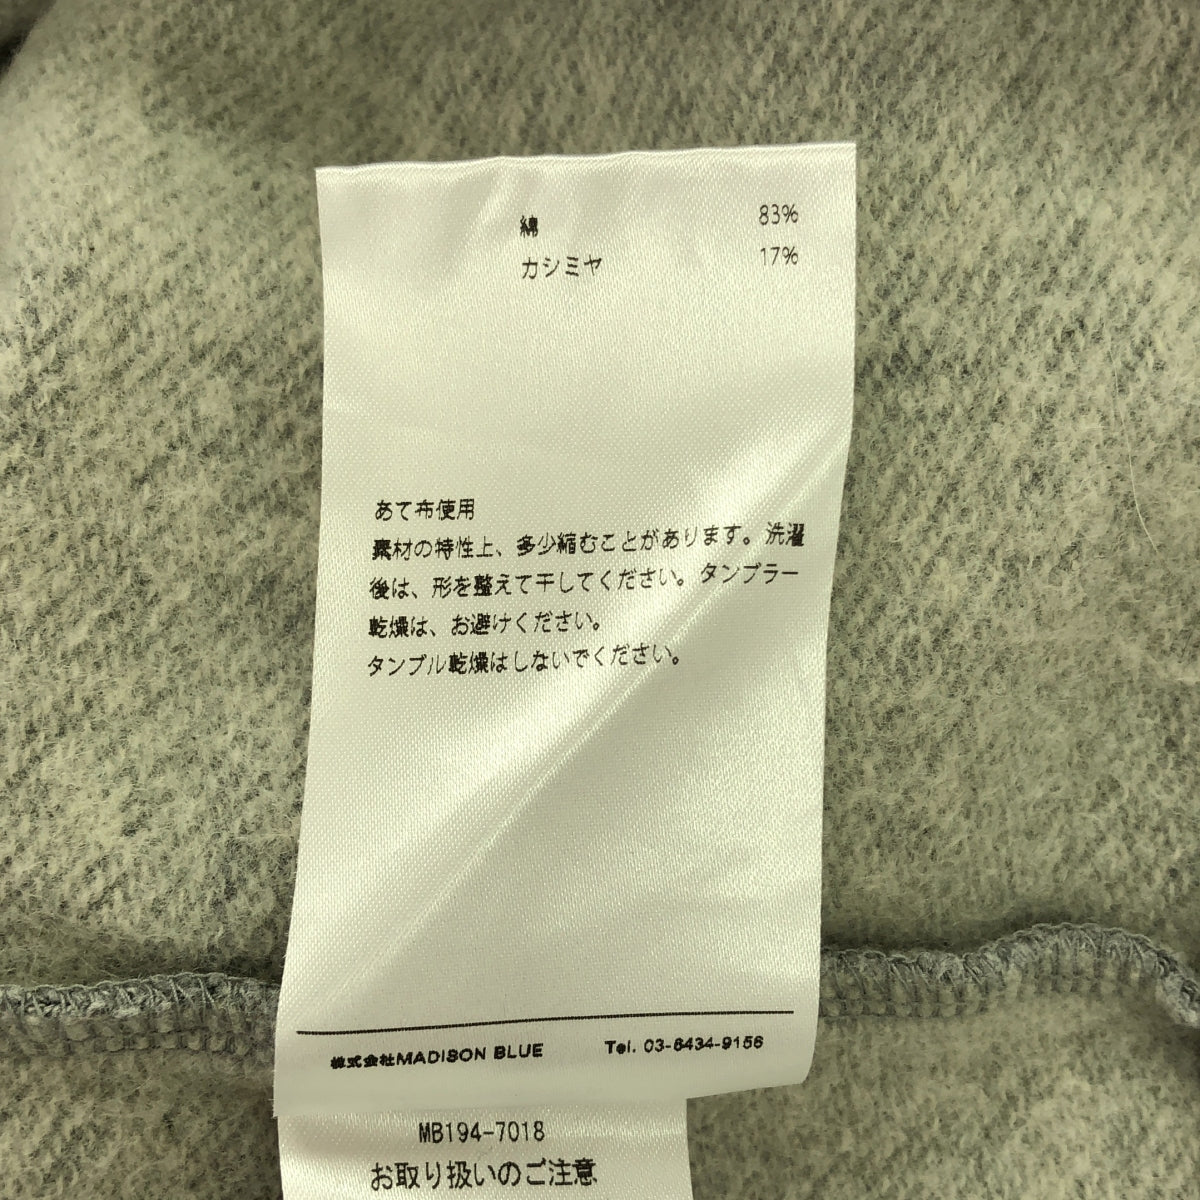 綿 83%
カシミヤ 17%
あて布使用
素材の特性上、多少縮むことがあります。洗濯
後は、形を整えて干してください。タンブラー
乾燥は、お避けください。
タンブル乾燥はしないでください。
株式会社MADISON BLUE Tel. 03-6434-9156
MB194-7018
お取り扱いのご注意